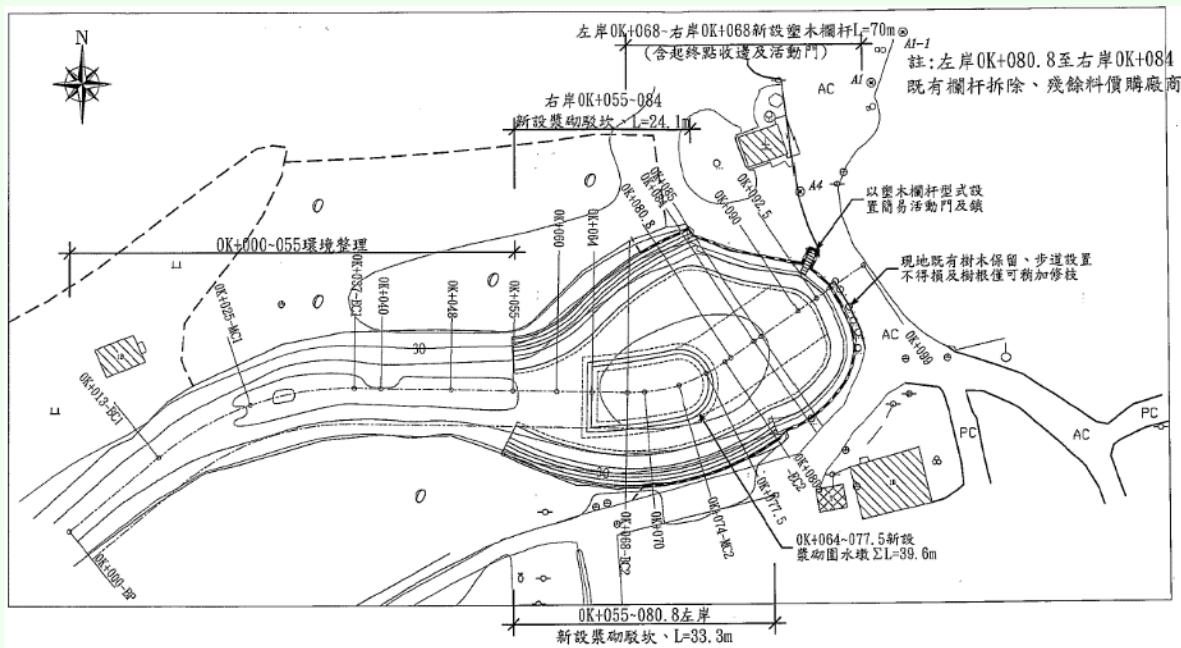 左岸0K+068~右岸0K+068新設塑木欄杆L=70m
(含起終點收邊及活動門)
A1-1
註:左岸0K+080.8至右岸0K+084
既有欄杆拆除、殘餘料價購廠商
N
A1
AC
右岸0K+055~084
新設漿砌駁坎、L=24.1m
A4
以塑木欄杆型式設
置簡易活動門及鎖
0K+085
0K+084
0K+080.8
0K+090
0K+092.5
0K+000~055環境整理
0K+060
0K+064
現地既有樹木保留、步道設置
不得損及樹根僅可稍加修枝
0K+025-MC1
0K+037-EC1
0K+040
0K+048
0K+055
30
AC
0K+090
0K+013-BC1
PC
AC
PC
30
0K+080
-EC2
0K+077.5
0K+074-MC2
0K+070
0K+068-BC2
0K+064~077.5新設
漿砌圍水墩ΣL=39.6m
0K+000-BP
0K+055~080.8左岸
新設漿砌駁坎、L=33.3m